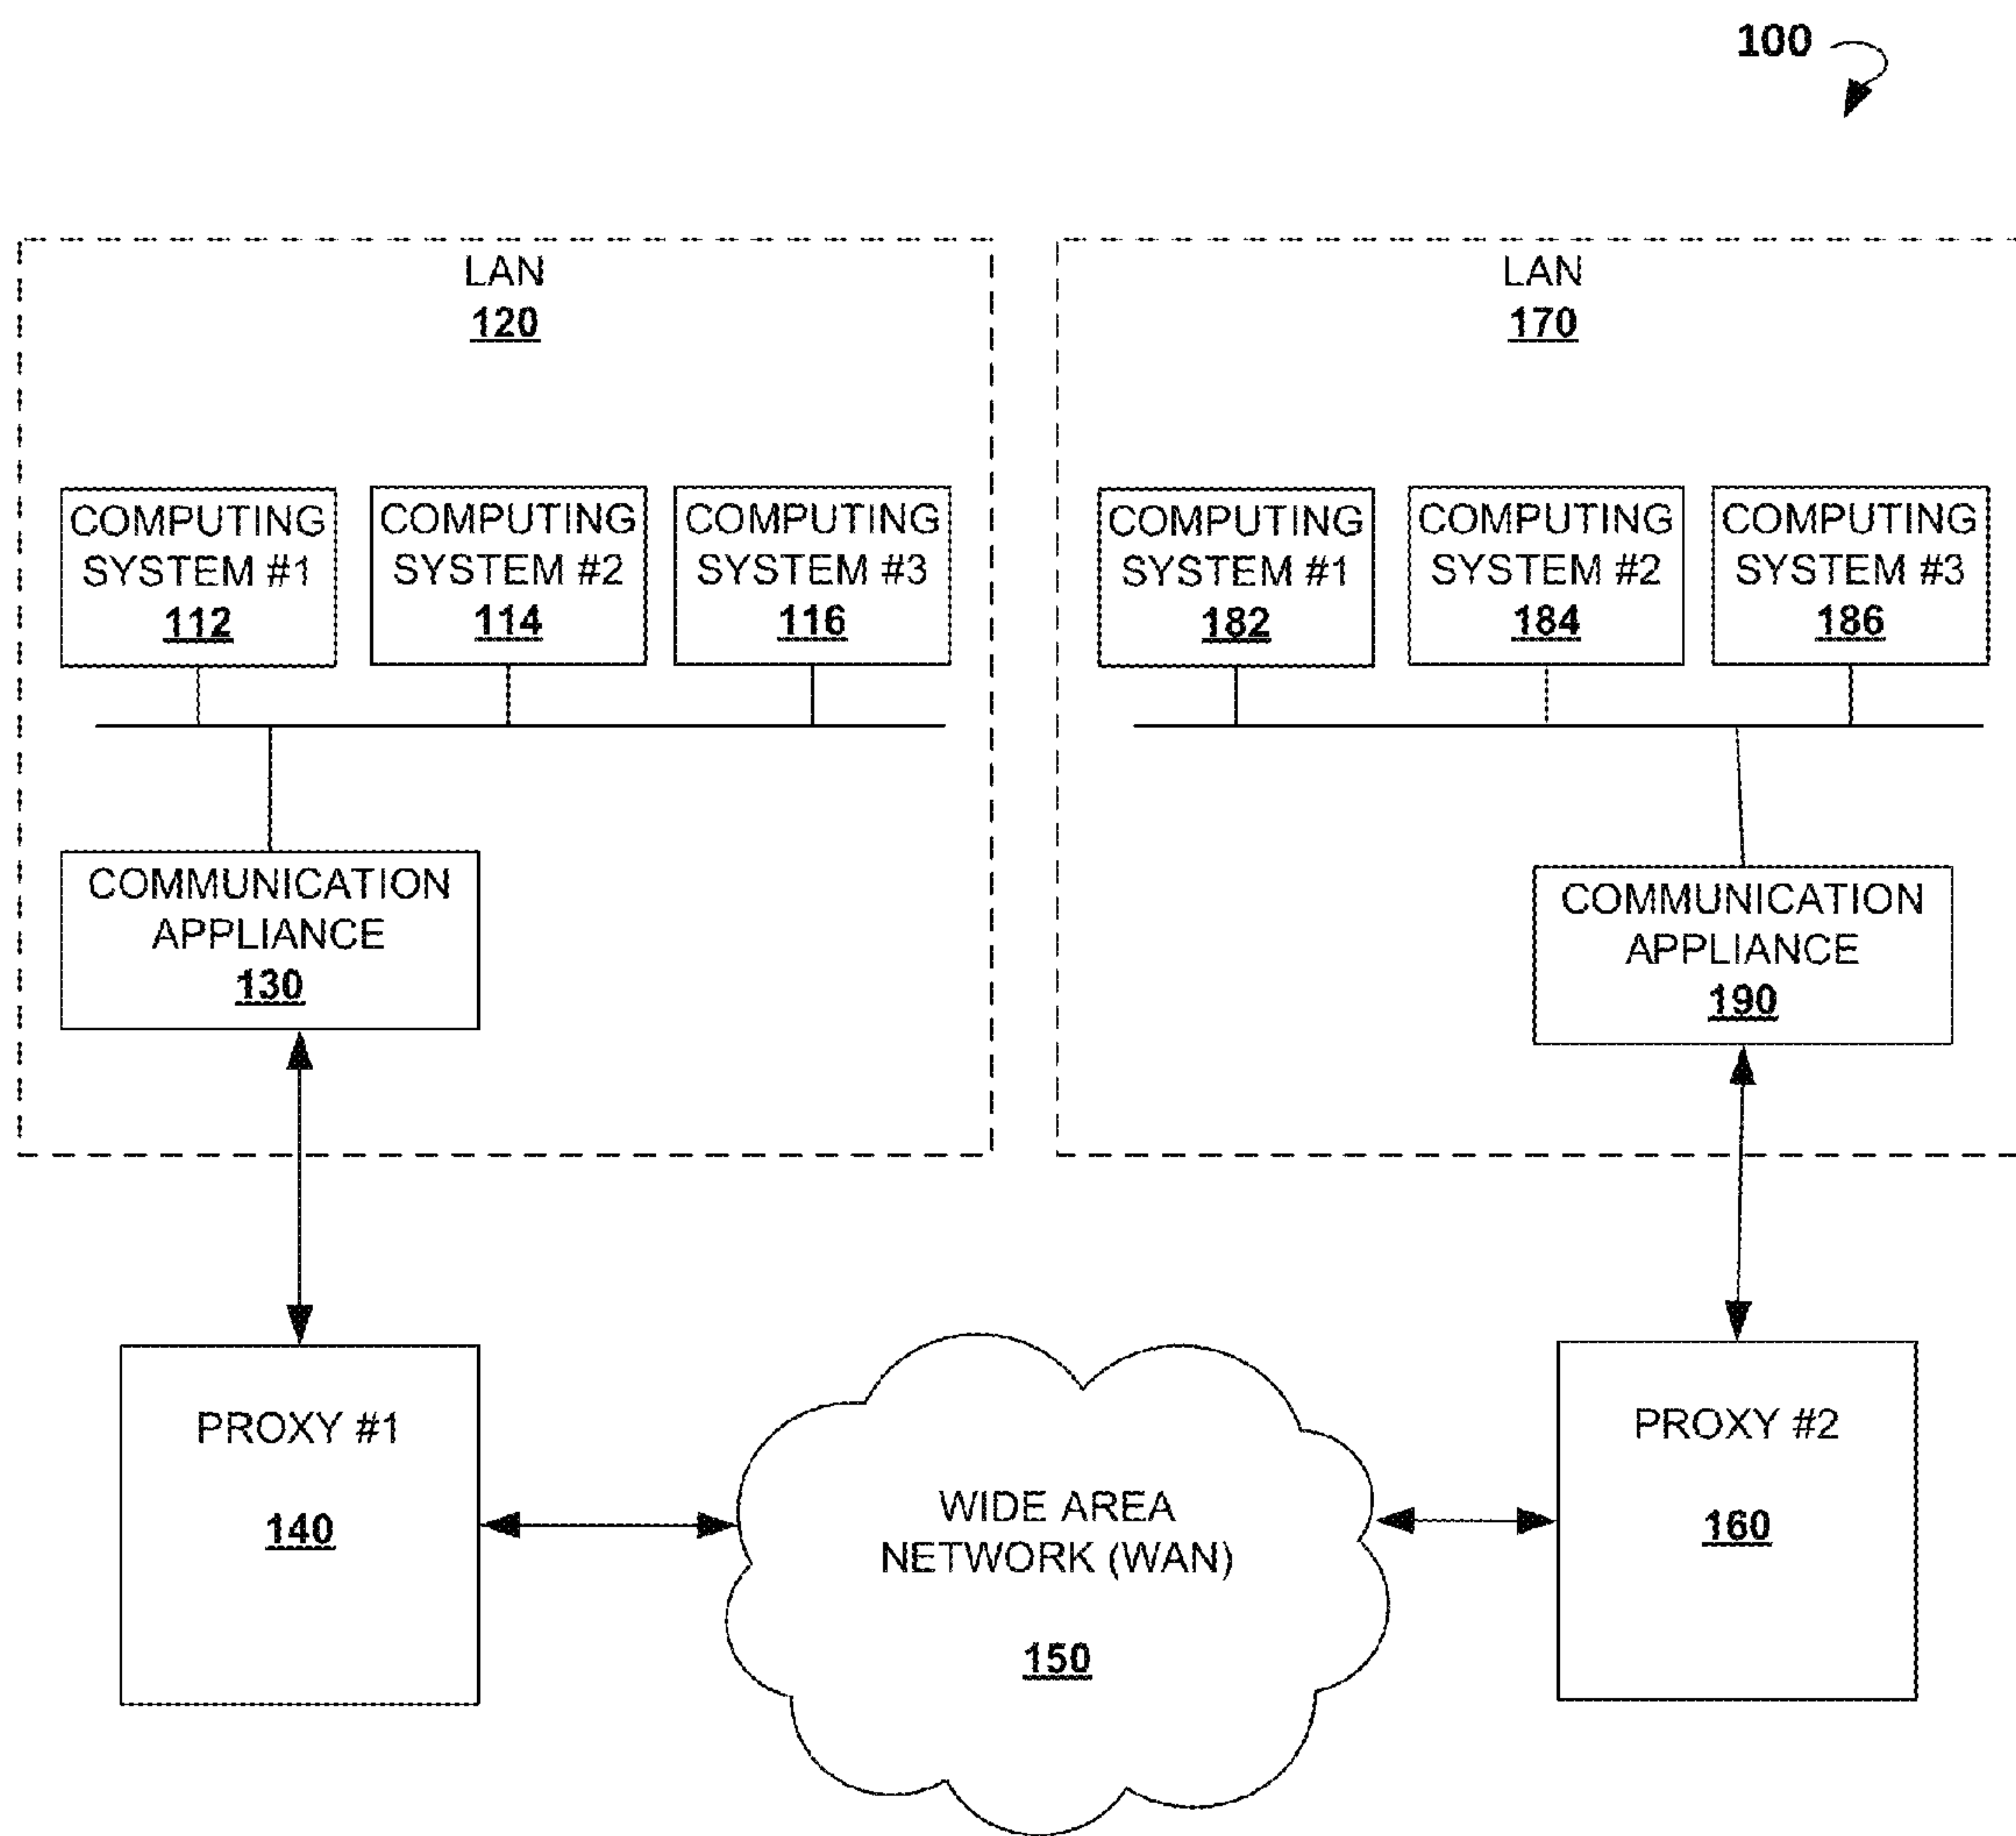 100
LAN
120
COMPUTING
SYSTEM #1
112
COMPUTING
SYSTEM #2
114
COMPUTING
SYSTEM #3
116
COMMUNICATION
APPLIANCE
130
LAN
170
COMPUTING
SYSTEM #1
182
COMPUTING
SYSTEM #2
184
COMPUTING
SYSTEM #3
186
COMMUNICATION
APPLIANCE
190
PROXY #1
140
WIDE AREA
NETWORK (WAN)
150
PROXY #2
160